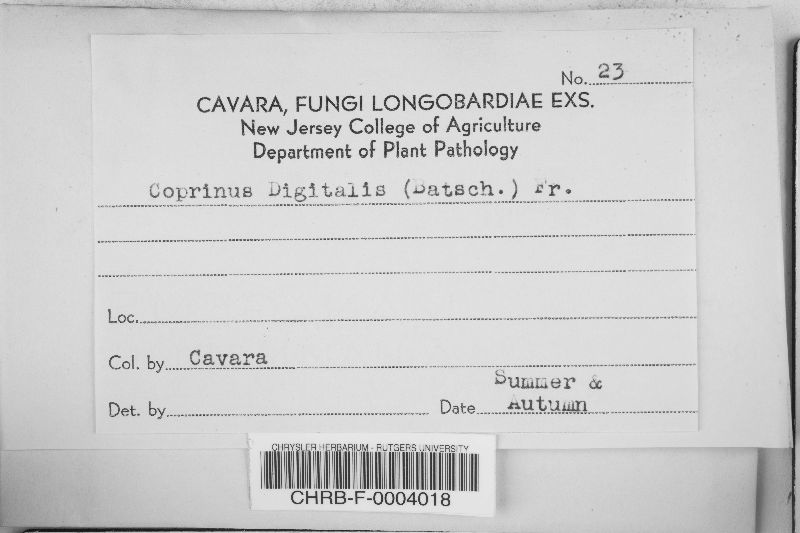 No. 23
CAVARA, FUNGI LONGOBARDIAE EXS.
New Jersey College of Agriculture
Department of Plant Pathology
Coprinus Digitalis (Batsch.) Fr.
Loc.
Col. by Cavara
Summer &
Det. by Date Autumn
CHRYSLER HERBARIUM - RUTGERS UNIVERSITY
CHRB-F-0004018